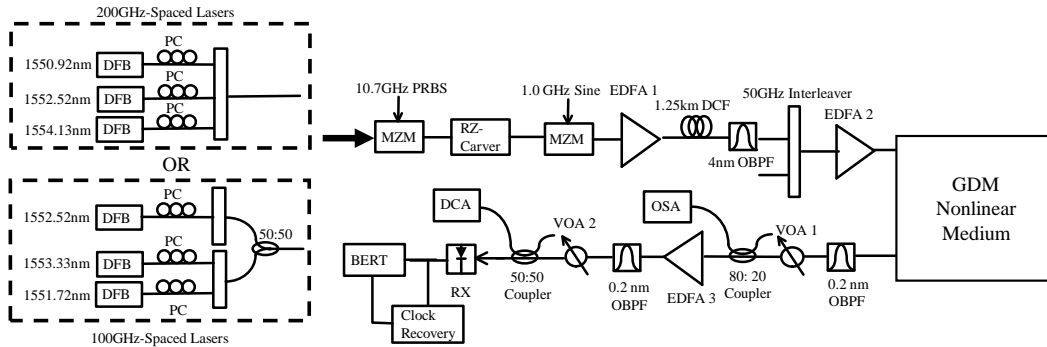 200GHz-Spaced Lasers
PC
1550.92nm
DFB
PC
1552.52nm
DFB
PC
1554.13nm
DFB
OR
PC
1552.52nm
DFB
50:50
PC
1553.33nm
DFB
1551.72nm
DFB
PC
100GHz-Spaced Lasers
10.7GHz PRBS
MZM
RZ-
Carver
1.0 GHz Sine
MZM
EDFA 1
1.25km DCF
4nm OBPF
50GHz Interleaver
EDFA 2
GDM
Nonlinear
Medium
0.2 nm
OBPF
VOA 1
OSA
80: 20
Coupler
EDFA 3
0.2 nm
OBPF
VOA 2
DCA
50:50
Coupler
RX
BERT
Clock
Recovery